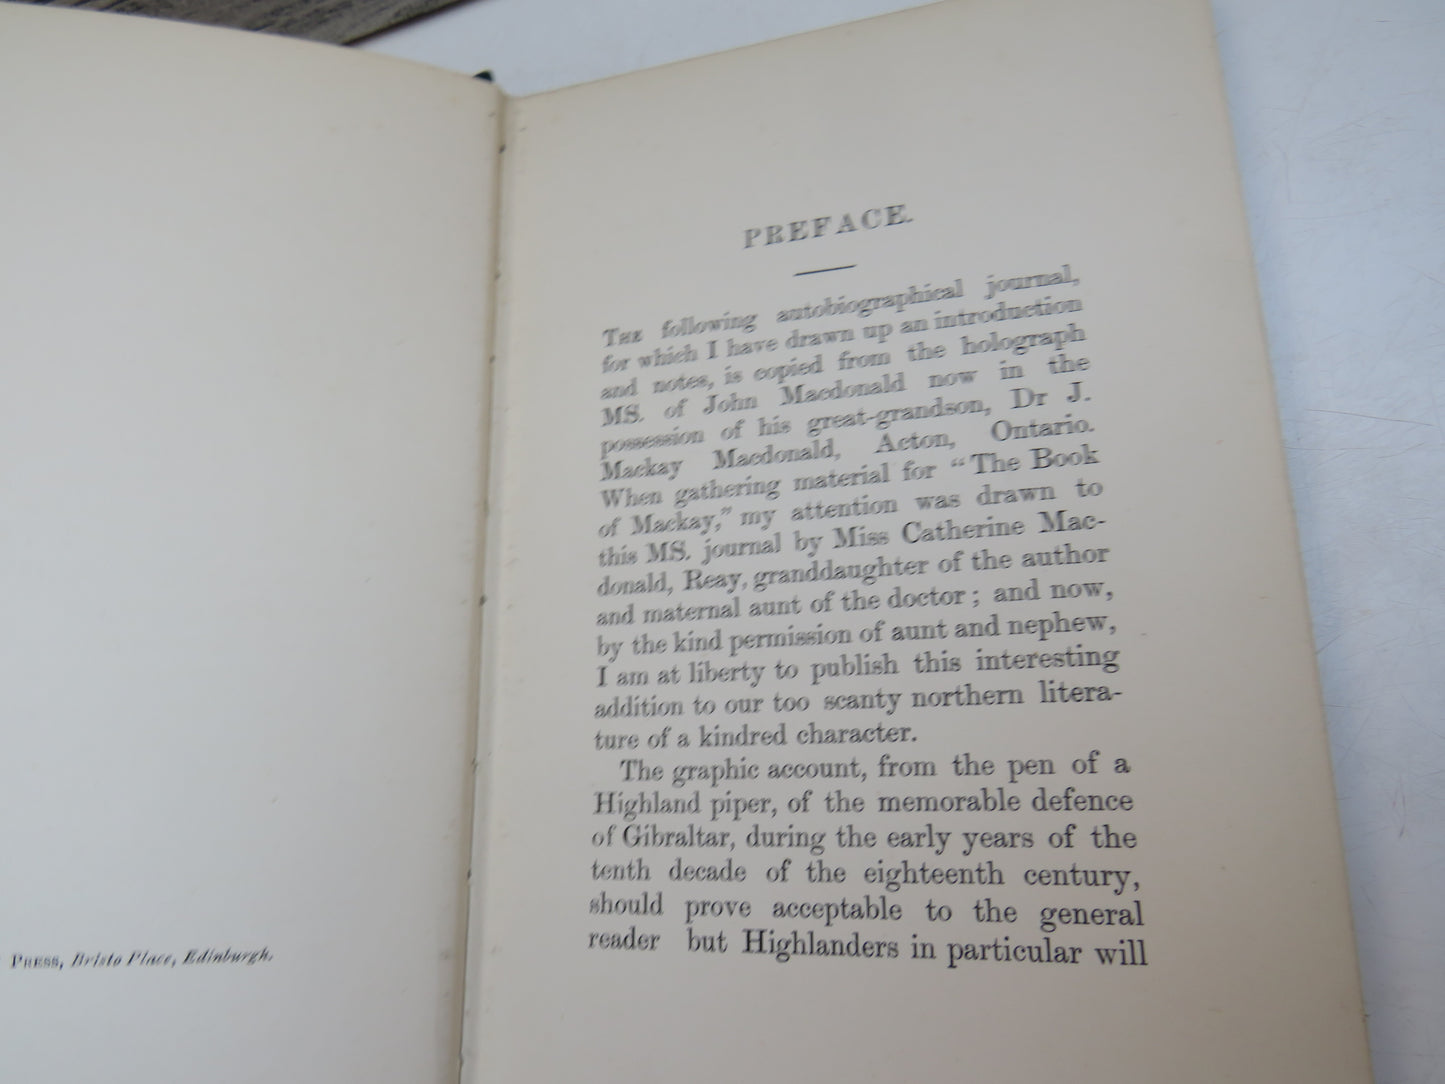 PRESS, Bristo Place, Edinburgh.
PREFACE.
THE following autobiographical journal,
for which I have drawn up an introduction
and notes, is copied from the holograph
MS. of John Macdonald now in the
possession of his great-grandson, Dr J.
Mackay Macdonald, Acton, Ontario.
When gathering material for “The Book
of Mackay,” my attention was drawn to
this MS. journal by Miss Catherine Mac-
donald, Reay, granddaughter of the author
and maternal aunt of the doctor; and now,
by the kind permission of aunt and nephew,
I am at liberty to publish this interesting
addition to our too scanty northern litera-
ture of a kindred character.
The graphic account, from the pen of a
Highland piper, of the memorable defence
of Gibraltar, during the early years of the
tenth decade of the eighteenth century,
should prove acceptable to the general
reader but Highlanders in particular will